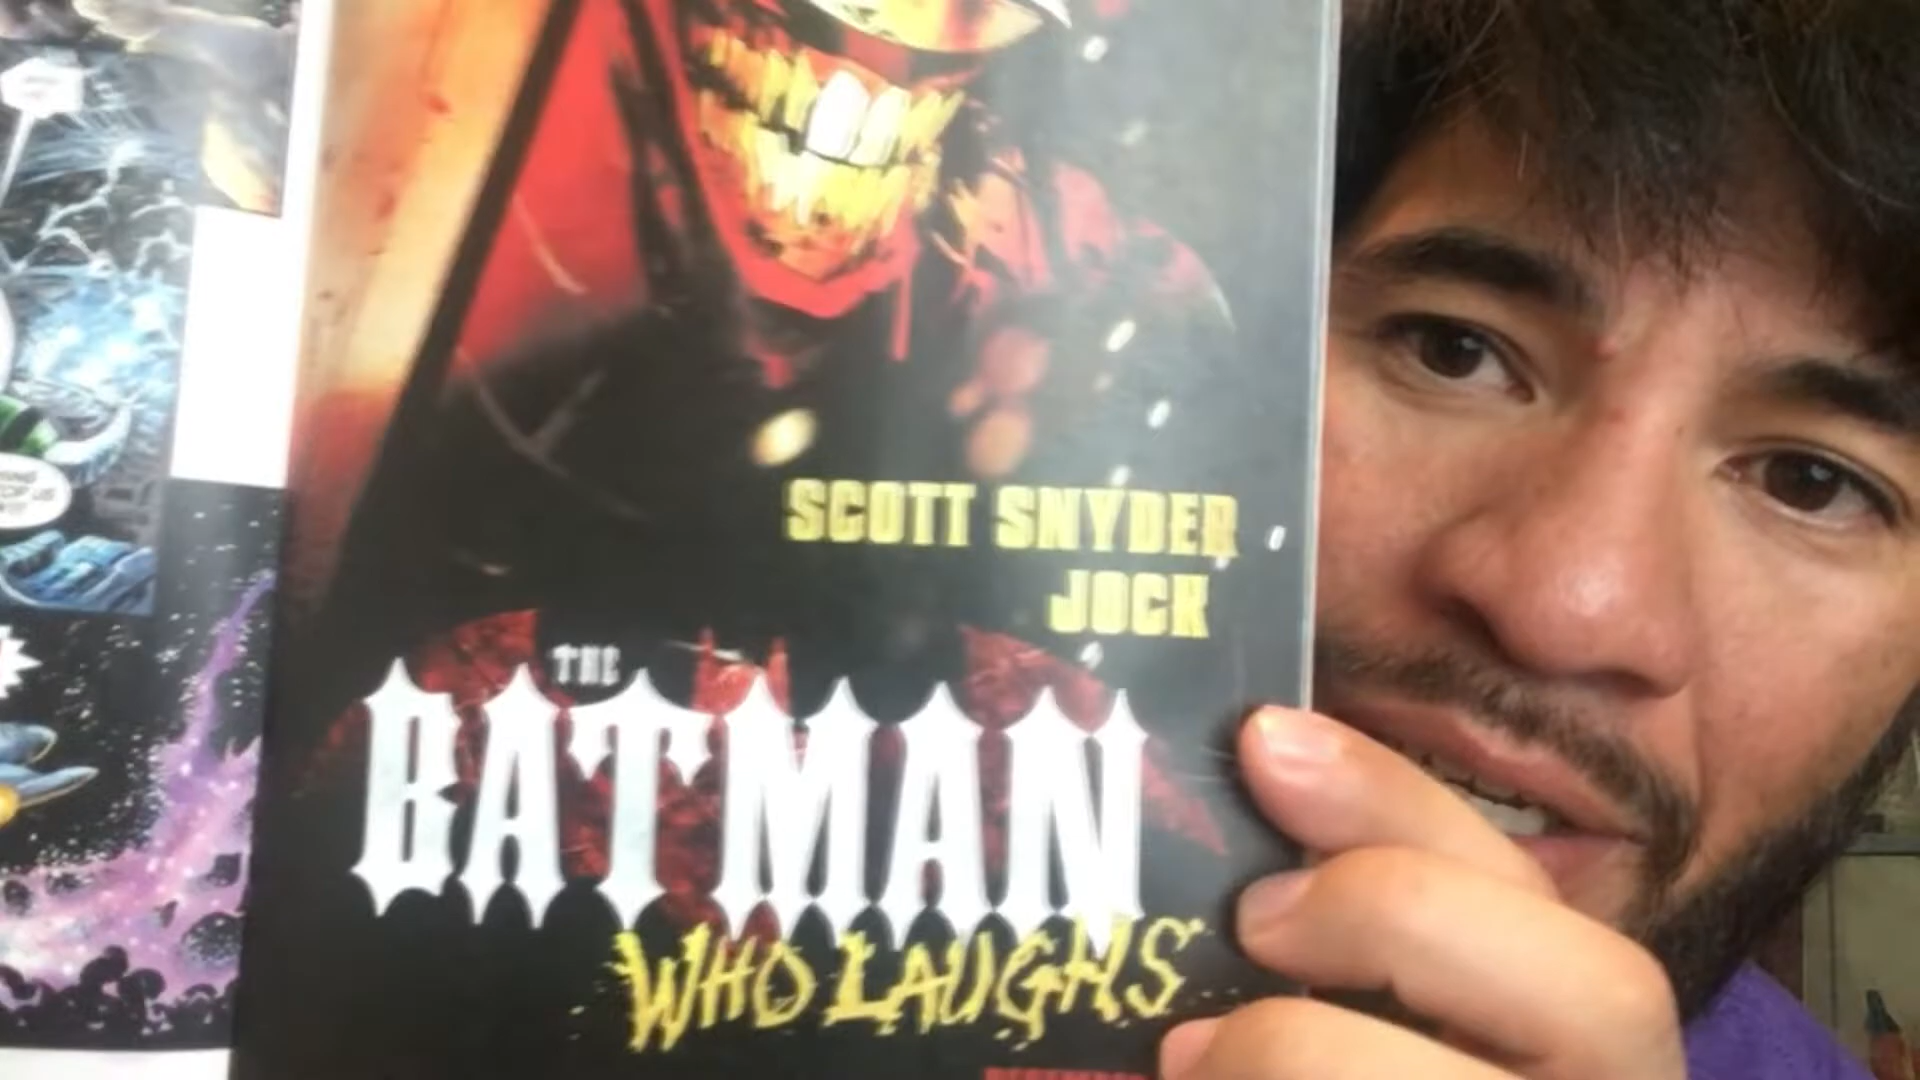 SCOTT SNYDER
JOCK
THE
BATMAN
WHO LAUGHS